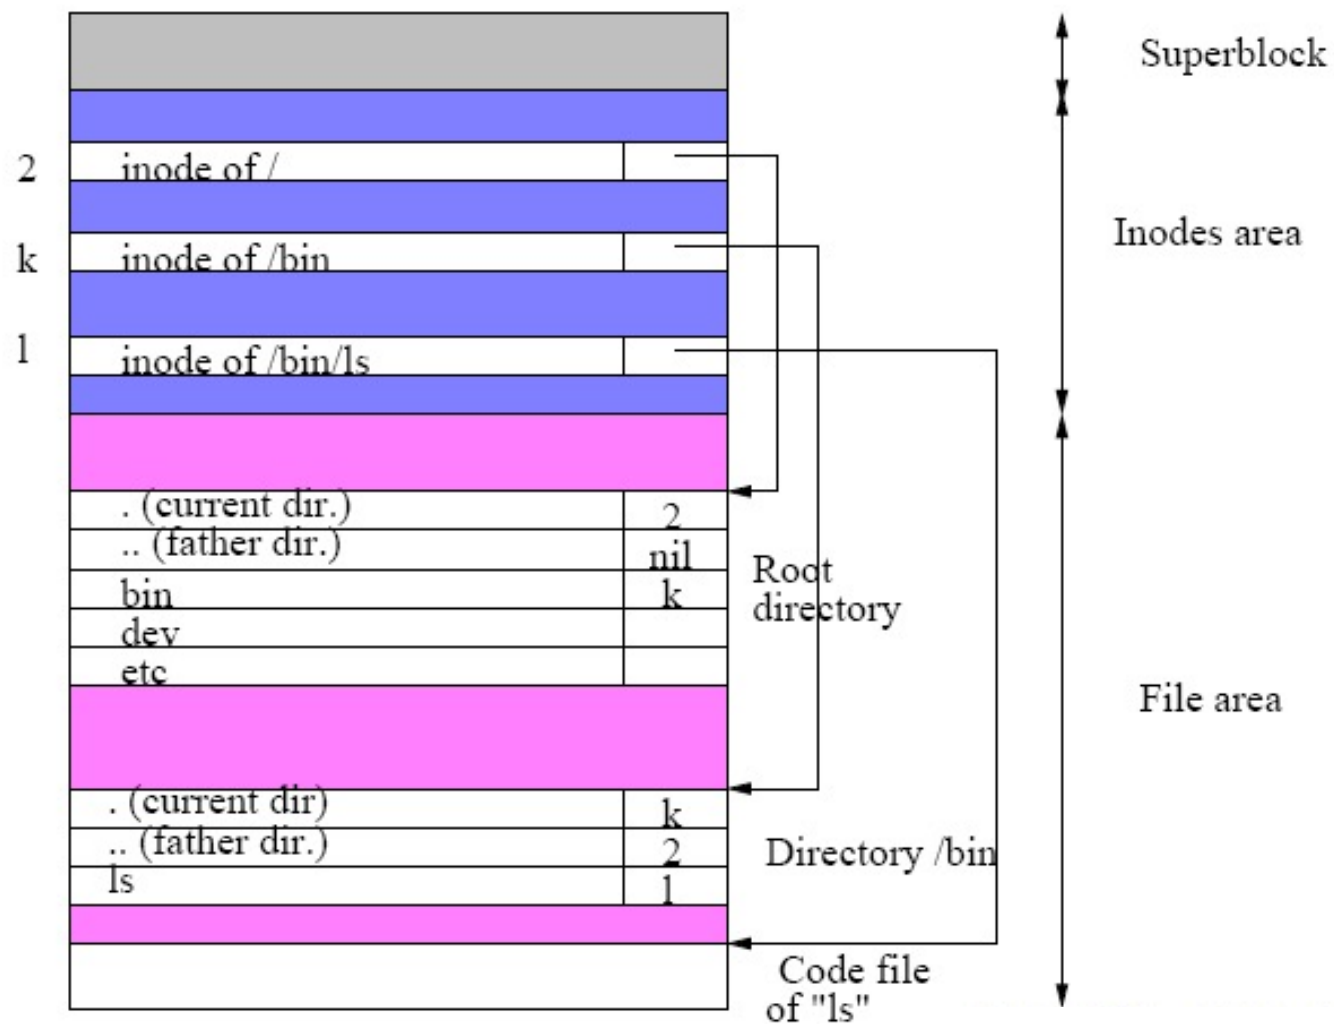 Superblock
2 inode of /
Inodes area
k inode of /bin
l inode of /bin/ls
. (current dir.) 2
.. (father dir.) nil
Root
directory
bin k
dev
etc
File area
. (current dir) k
.. (father dir.) 2
Directory /bin
ls l
Code file
of "ls"